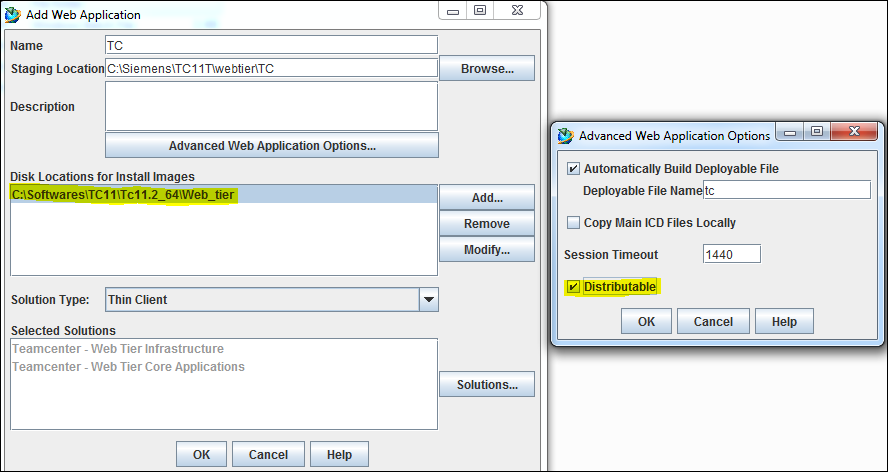 Add Web Application
Name TC
Staging Location C:\Siemens\TC11T\webtier\TC Browse...
Description
Advanced Web Application Options...
Disk Locations for Install Images
C:\Softwares\TC11\Tc11.2_64\Web_tier
Add...
Remove
Modify...
Solution Type: Thin Client
Selected Solutions
Teamcenter - Web Tier Infrastructure
Teamcenter - Web Tier Core Applications
Solutions...
OK Cancel Help
Advanced Web Application Options
Automatically Build Deployable File
Deployable File Name tc
Copy Main ICD Files Locally
Session Timeout 1440
Distributable
OK Cancel Help